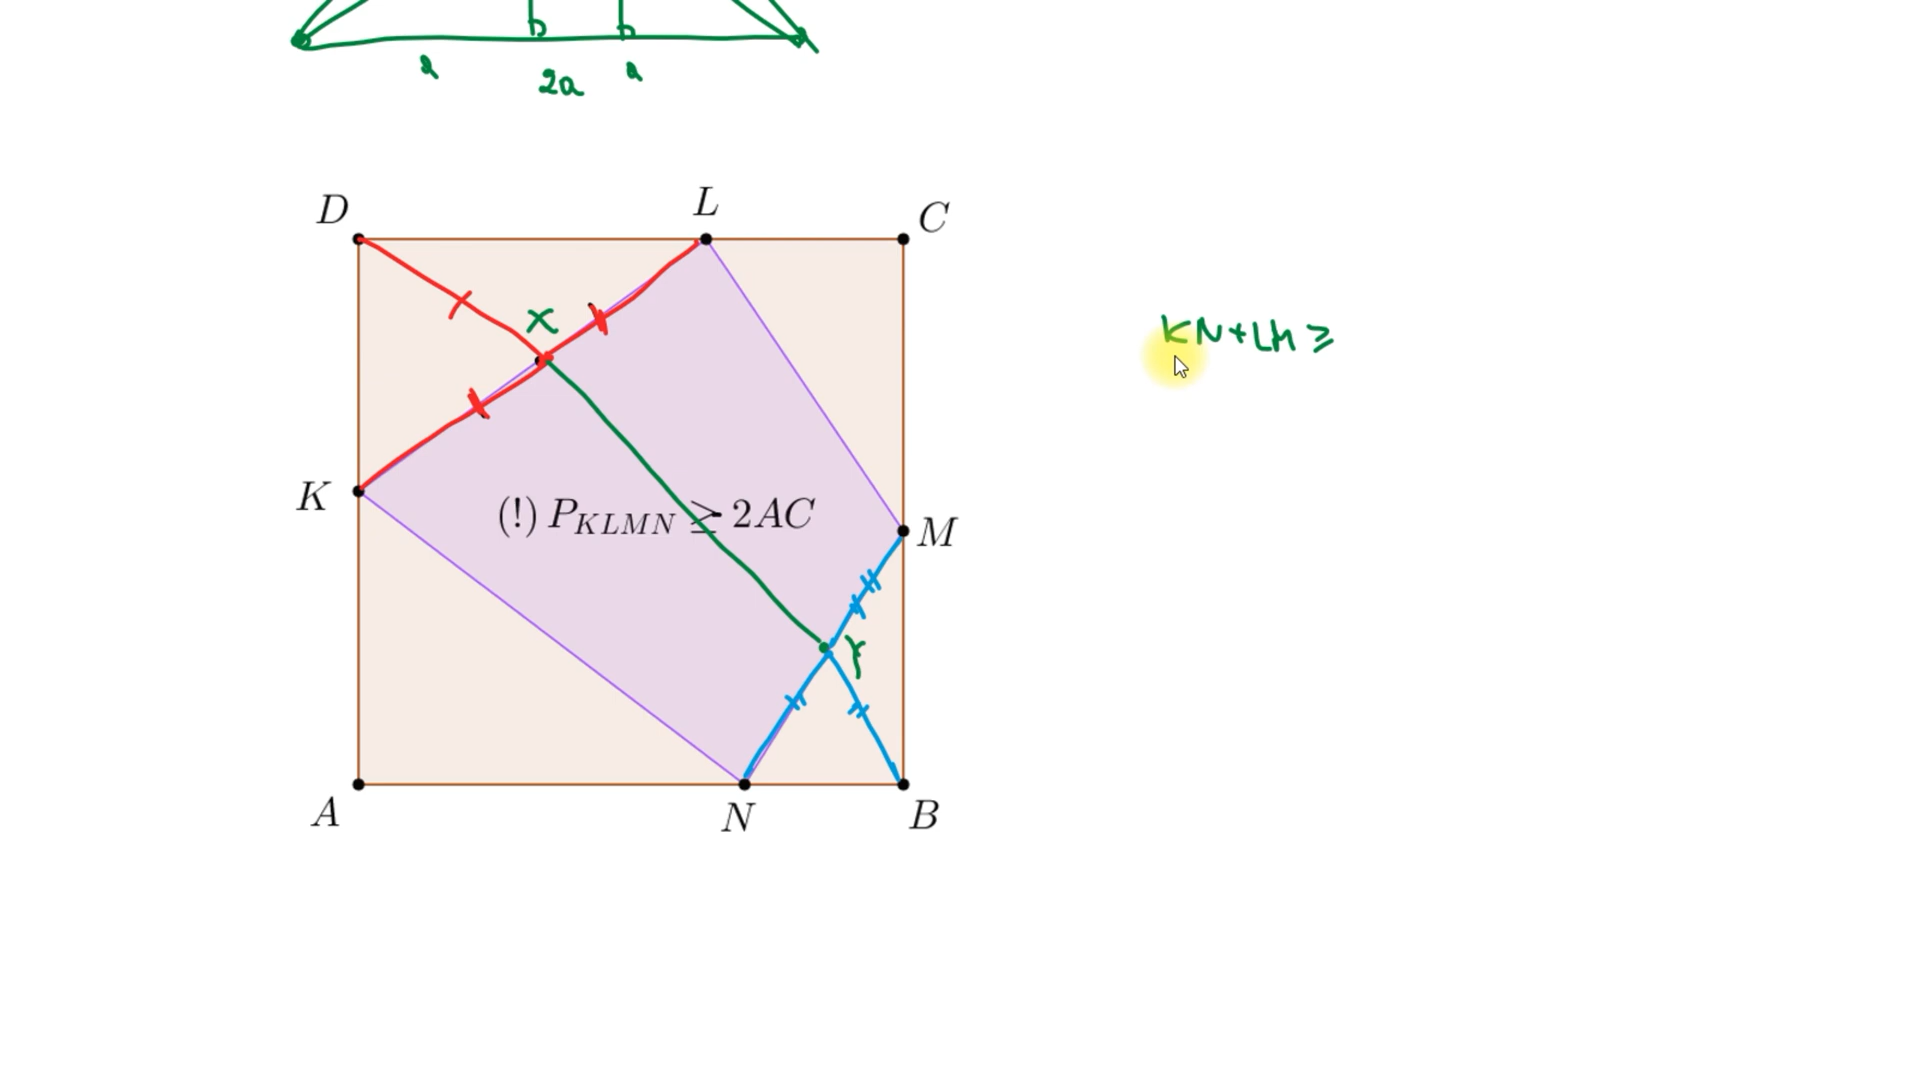 b b
a a
2a
D L C
x
KN+LM ≥
K (!) P_{KLMN} ≥ 2AC M
Y
A N B